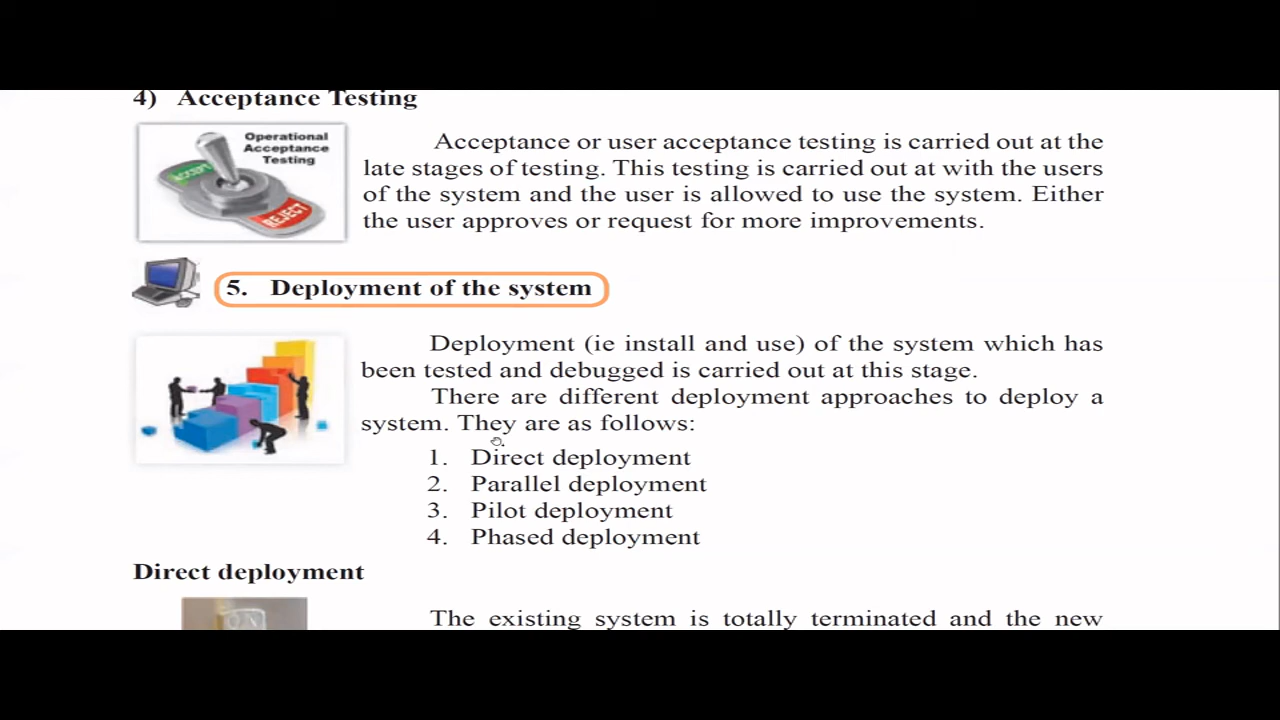 4) Acceptance Testing
Operational
Acceptance
Testing
ACCEPT
REJECT
Acceptance or user acceptance testing is carried out at the
late stages of testing. This testing is carried out at with the users
of the system and the user is allowed to use the system. Either
the user approves or request for more improvements.
5. Deployment of the system
Deployment (ie install and use) of the system which has
been tested and debugged is carried out at this stage.
There are different deployment approaches to deploy a
system. They are as follows:
1. Direct deployment
2. Parallel deployment
3. Pilot deployment
4. Phased deployment
Direct deployment
ON
The existing system is totally terminated and the new